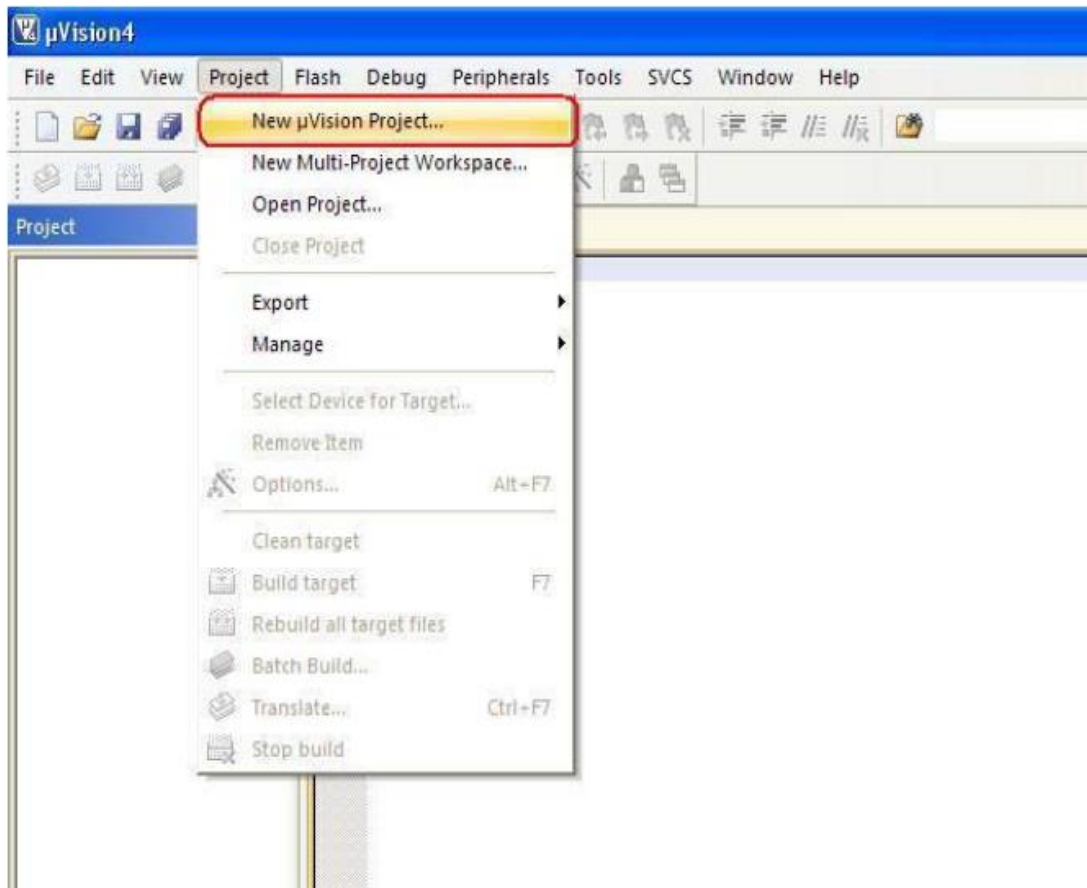 µVision4
File Edit View Project Flash Debug Peripherals Tools SVCS Window Help
New µVision Project...
New Multi-Project Workspace...
Project
Open Project...
Close Project
Export
Manage
Select Device for Target...
Remove Item
Options... Alt+F7
Clean target
Build target F7
Rebuild all target files
Batch Build...
Translate... Ctrl+F7
Stop build